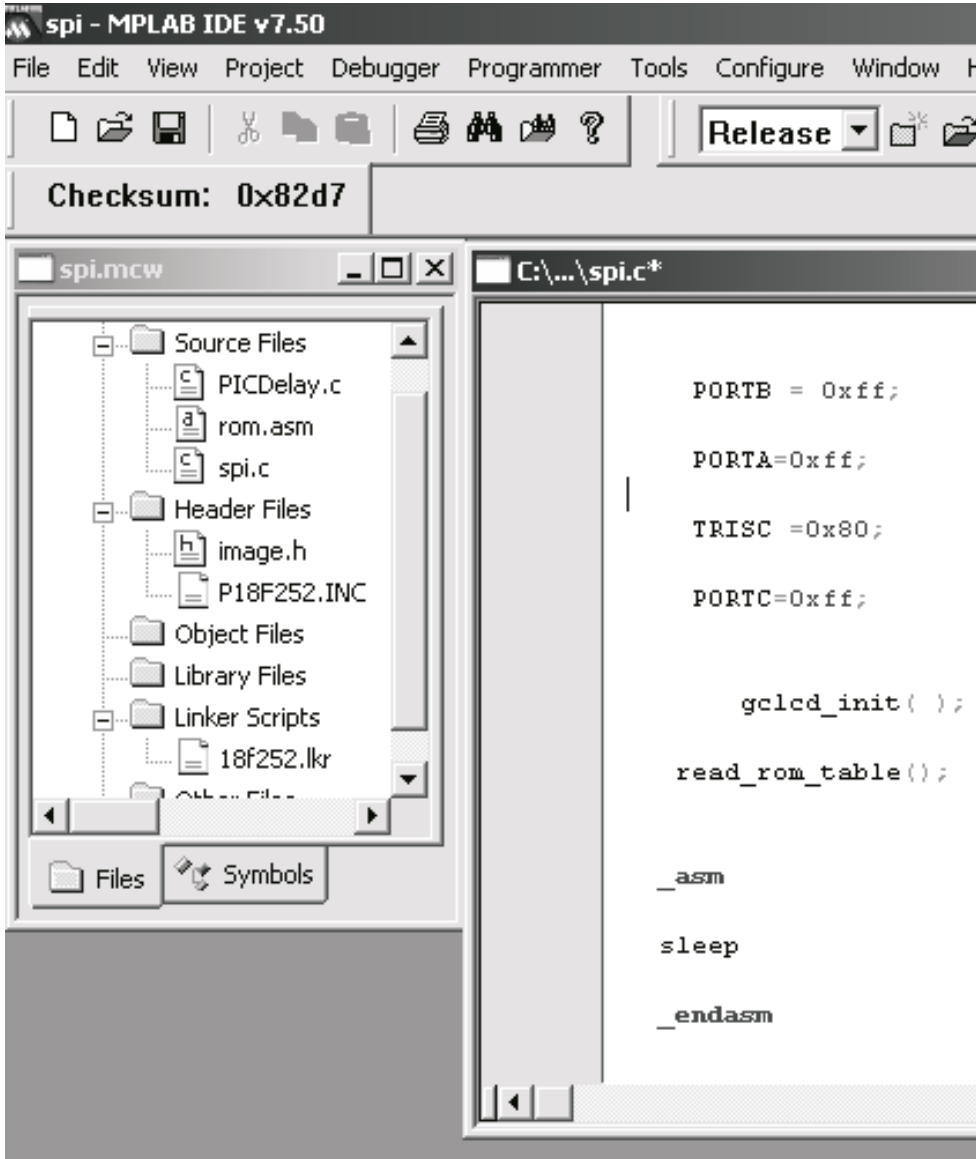 spi - MPLAB IDE v7.50
File Edit View Project Debugger Programmer Tools Configure Window H
Release
Checksum: 0x82d7
spi.mcw
Source Files
PICDelay.c
rom.asm
spi.c
Header Files
image.h
P18F252.INC
Object Files
Library Files
Linker Scripts
18f252.lkr
Other Files
Files Symbols
C:\...\spi.c*
PORTB = 0xff;
PORTA=0xff;
TRISC =0x80;
PORTC=0xff;
gclcd_init( );
read_rom_table();
_asm
sleep
_endasm